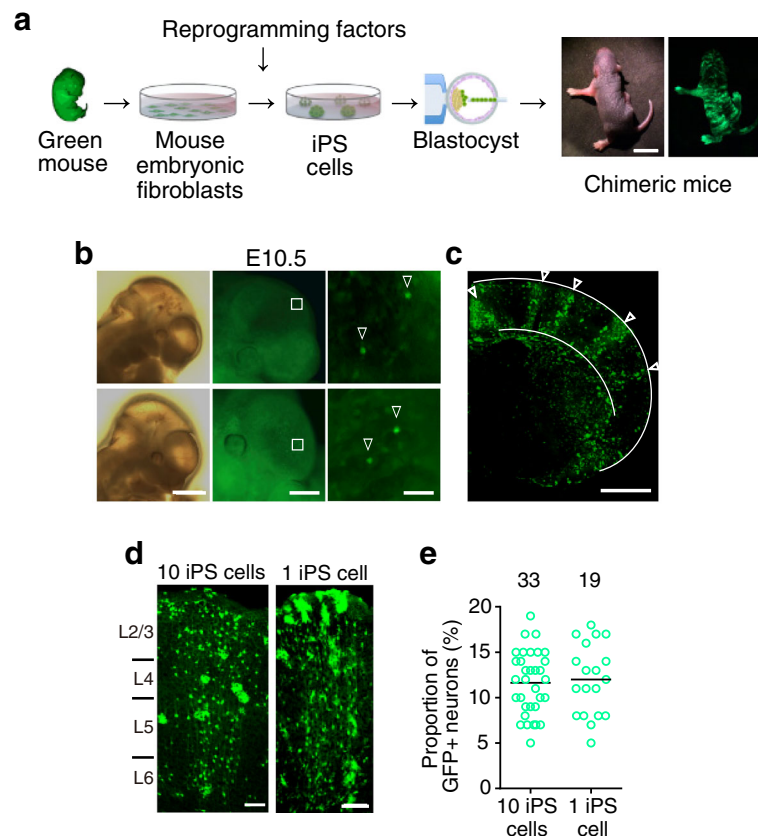 a
Reprogramming factors
Green
mouse
Mouse
embryonic
fibroblasts
iPS
cells
Blastocyst
Chimeric mice
b
E10.5
c
d
10 iPS cells
1 iPS cell
L2/3
L4
L5
L6
e
33
19
Proportion of
GFP+ neurons (%)
20
15
10
5
0
10 iPS
cells
1 iPS
cell